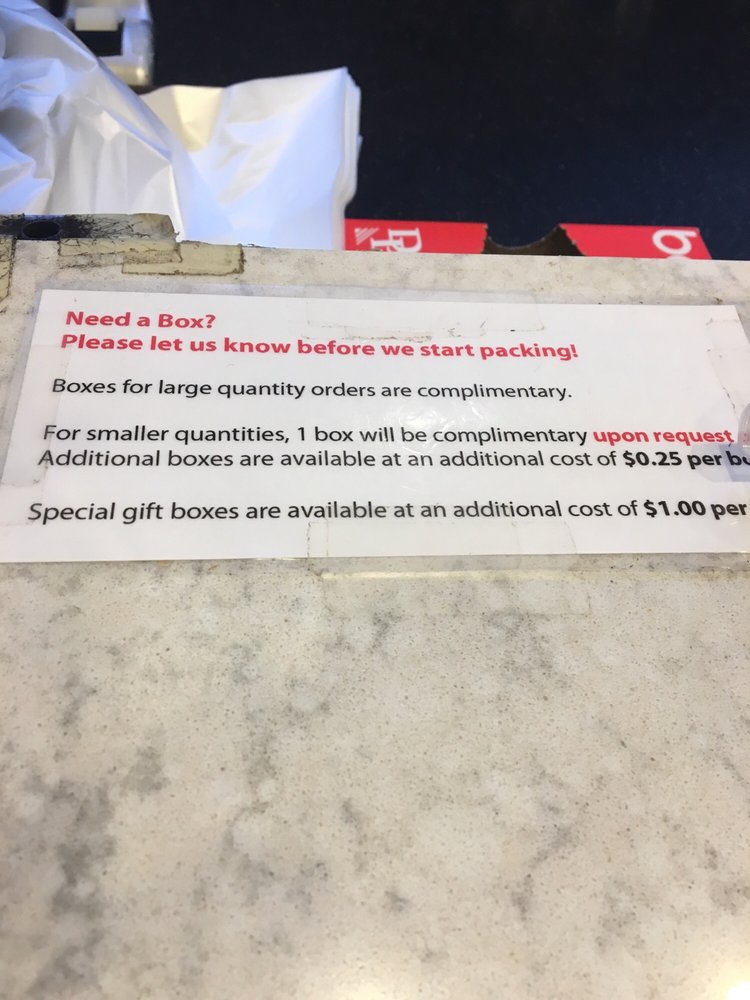 Need a Box?
Please let us know before we start packing!
Boxes for large quantity orders are complimentary.
For smaller quantities, 1 box will be complimentary upon request
Additional boxes are available at an additional cost of $0.25 per
Special gift boxes are available at an additional cost of $1.00 per